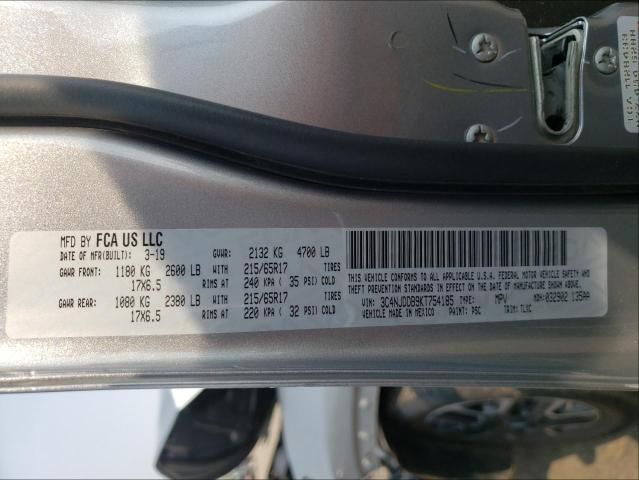 MFD BY FCA US LLC
DATE OF MFR(BUILT): 3-19 GVWR: 2132 KG 4700 LB
GAWR FRONT: 1180 KG 2600 LB WITH 215/65R17 TIRES
17X6.5 RIMS AT 240 KPA ( 35 PSI) COLD
GAWR REAR: 1080 KG 2380 LB WITH 215/65R17 TIRES
17X6.5 RIMS AT 220 KPA ( 32 PSI) COLD
THIS VEHICLE CONFORMS TO ALL APPLICABLE U.S.A. FEDERAL MOTOR VEHICLE SAFETY
AND THEFT PREVENTION STANDARDS IN EFFECT ON THE DATE OF MANUFACTURE SHOWN ABOVE.
VIN: 3C4NJDDB9KT754185 TYPE: MPV MDH:032902 135AA
VEHICLE MADE IN MEXICO PAINT: PSC TRIM: TLXC